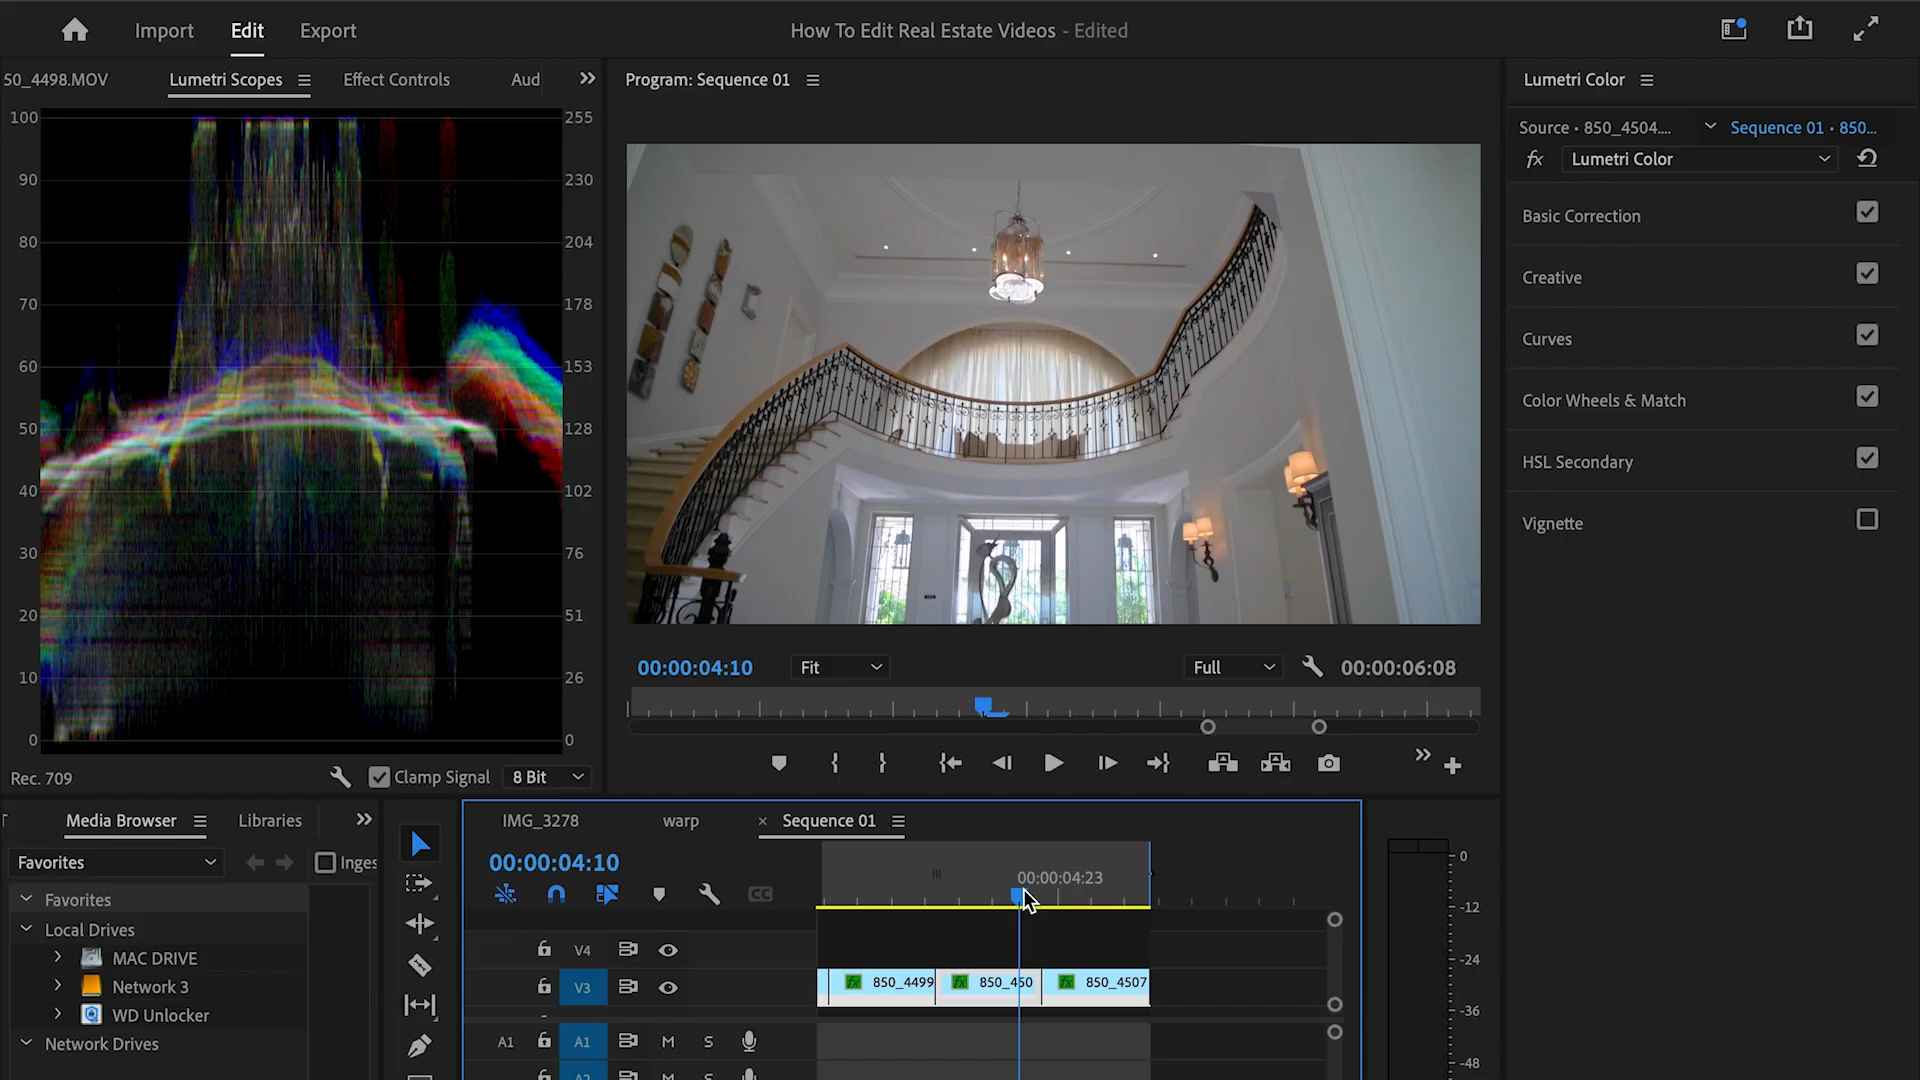 Import Edit Export How To Edit Real Estate Videos - Edited
50_4498.MOV Lumetri Scopes Effect Controls Aud Program: Sequence 01 Lumetri Color
100 255
90 230
80 204
70 178
60 153
50 128
40 102
30 76
20 51
10 26
0 0
Rec. 709 Clamp Signal 8 Bit
00:00:04:10 Fit Full 00:00:06:08
Source • 850_4504.... Sequence 01 • 850...
fx Lumetri Color
Basic Correction
Creative
Curves
Color Wheels & Match
HSL Secondary
Vignette
Media Browser Libraries
Favorites Inges
Favorites
Local Drives
MAC DRIVE
Network 3
WD Unlocker
Network Drives
IMG_3278 warp × Sequence 01
00:00:04:10
00:00:04:23
CC
V4
V3 fx 850_4499 fx 850_450 fx 850_4507
A1 A1 M S
A2 M S
0
-12
-24
-36
-48